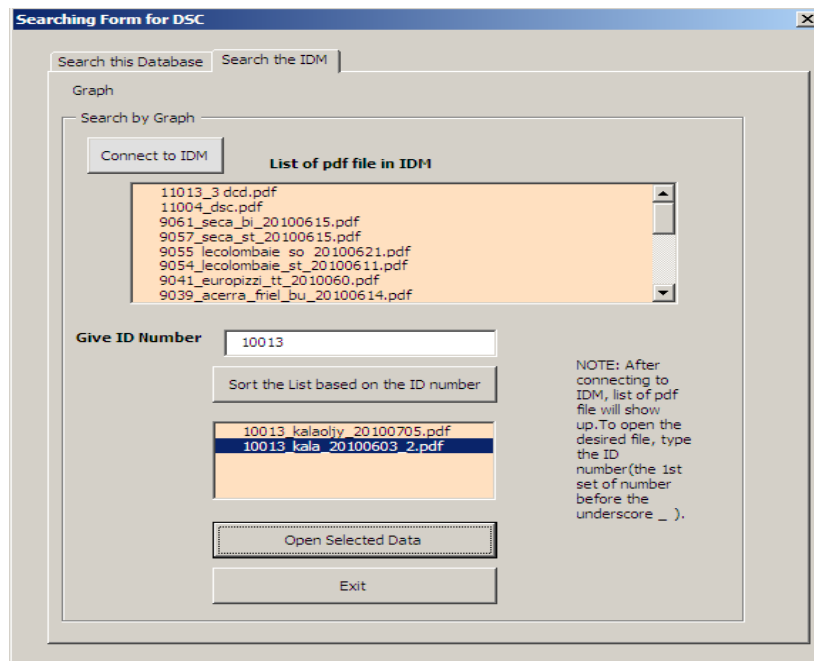 Searching Form for DSC
Search this Database
Search the IDM
Graph
Search by Graph
Connect to IDM
List of pdf file in IDM
11013_3 dcd.pdf
11004_dsc.pdf
9061_seca_bi_20100615.pdf
9057_seca_st_20100615.pdf
9055_lecolombaie_so_20100621.pdf
9054_lecolombaie_st_20100611.pdf
9041_europizzi_tt_2010060.pdf
9039_acerra_friel_bu_20100614.pdf
Give ID Number
10013
Sort the List based on the ID number
10013_kalaoljy_20100705.pdf
10013_kala_20100603_2.pdf
NOTE: After
connecting to
IDM, list of pdf
file will show
up.To open the
desired file, type
the ID
number(the 1st
set of number
before the
underscore _ ).
Open Selected Data
Exit